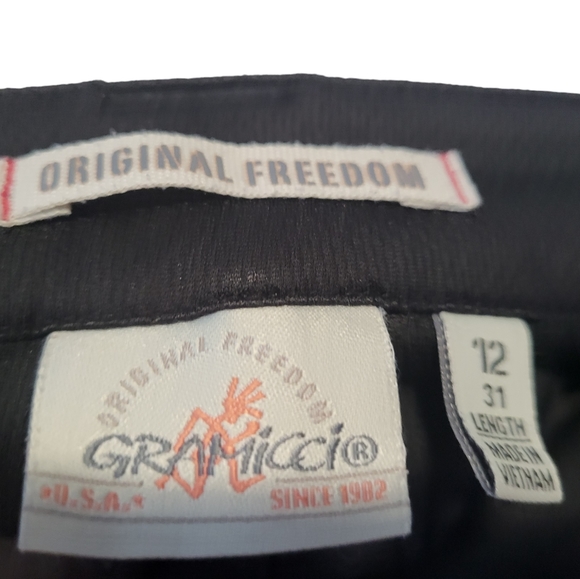 ORIGINAL FREEDOM
ORIGINAL FREEDOM
GRAMICCI®
U.S.A.
SINCE 1982
12
31
LENGTH
MADE IN
VIETNAM